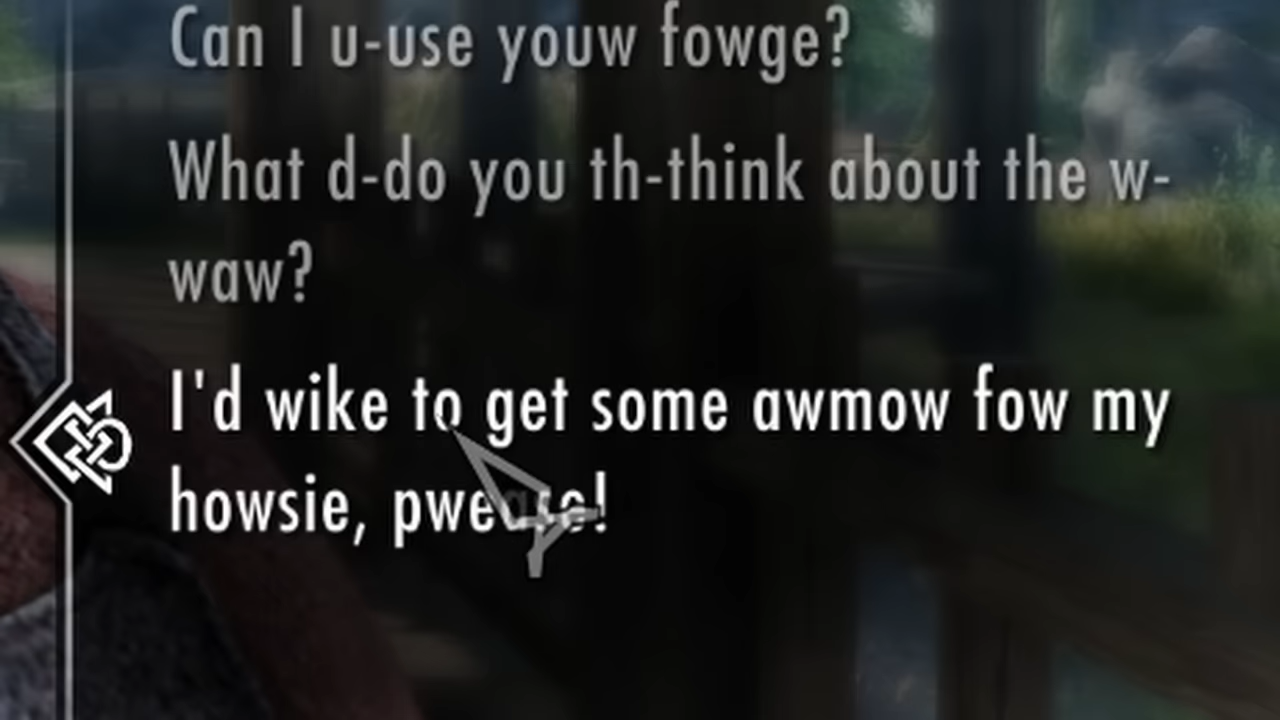 Can I u-use youw fowge?
What d-do you th-think about the w-
waw?
I'd wike to get some awmow fow my
howsie, pwease!